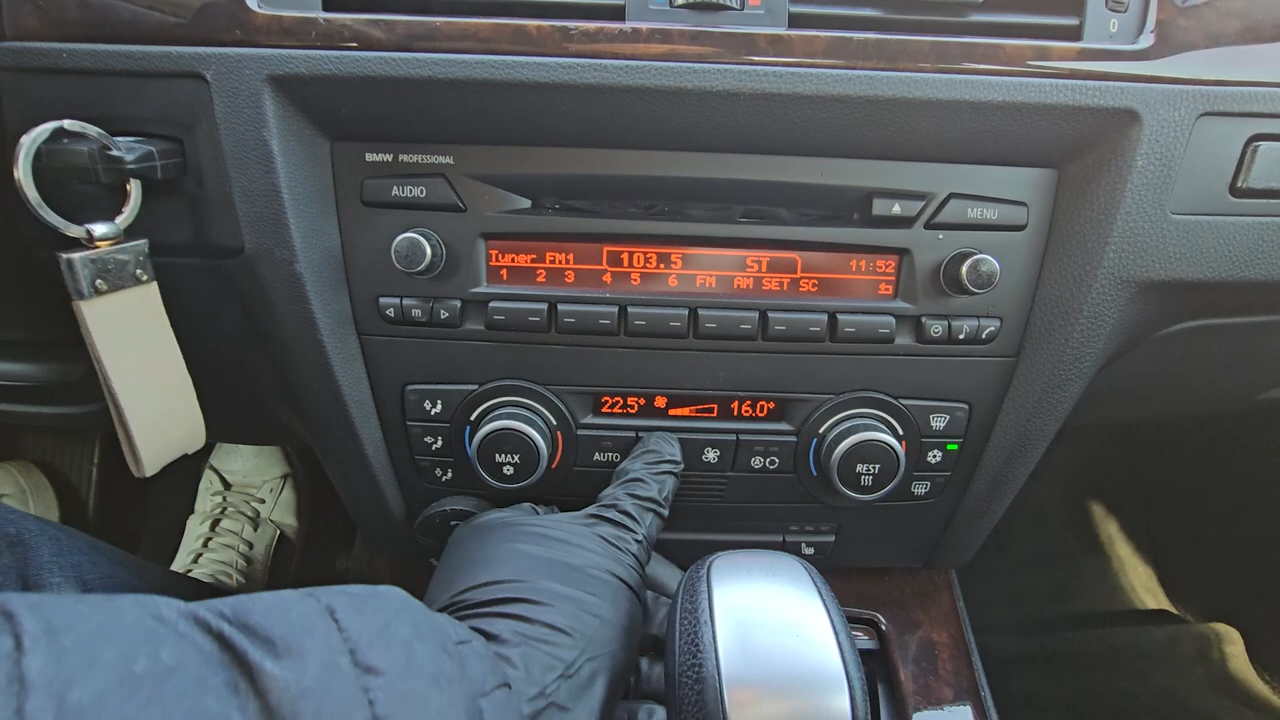 0
BMW PROFESSIONAL
AUDIO
MENU
Tuner FM1 103.5 ST 11:52
1 2 3 4 5 6 FM AM SET SC
m
22.5° 16.0°
MAX
AUTO
A
REST